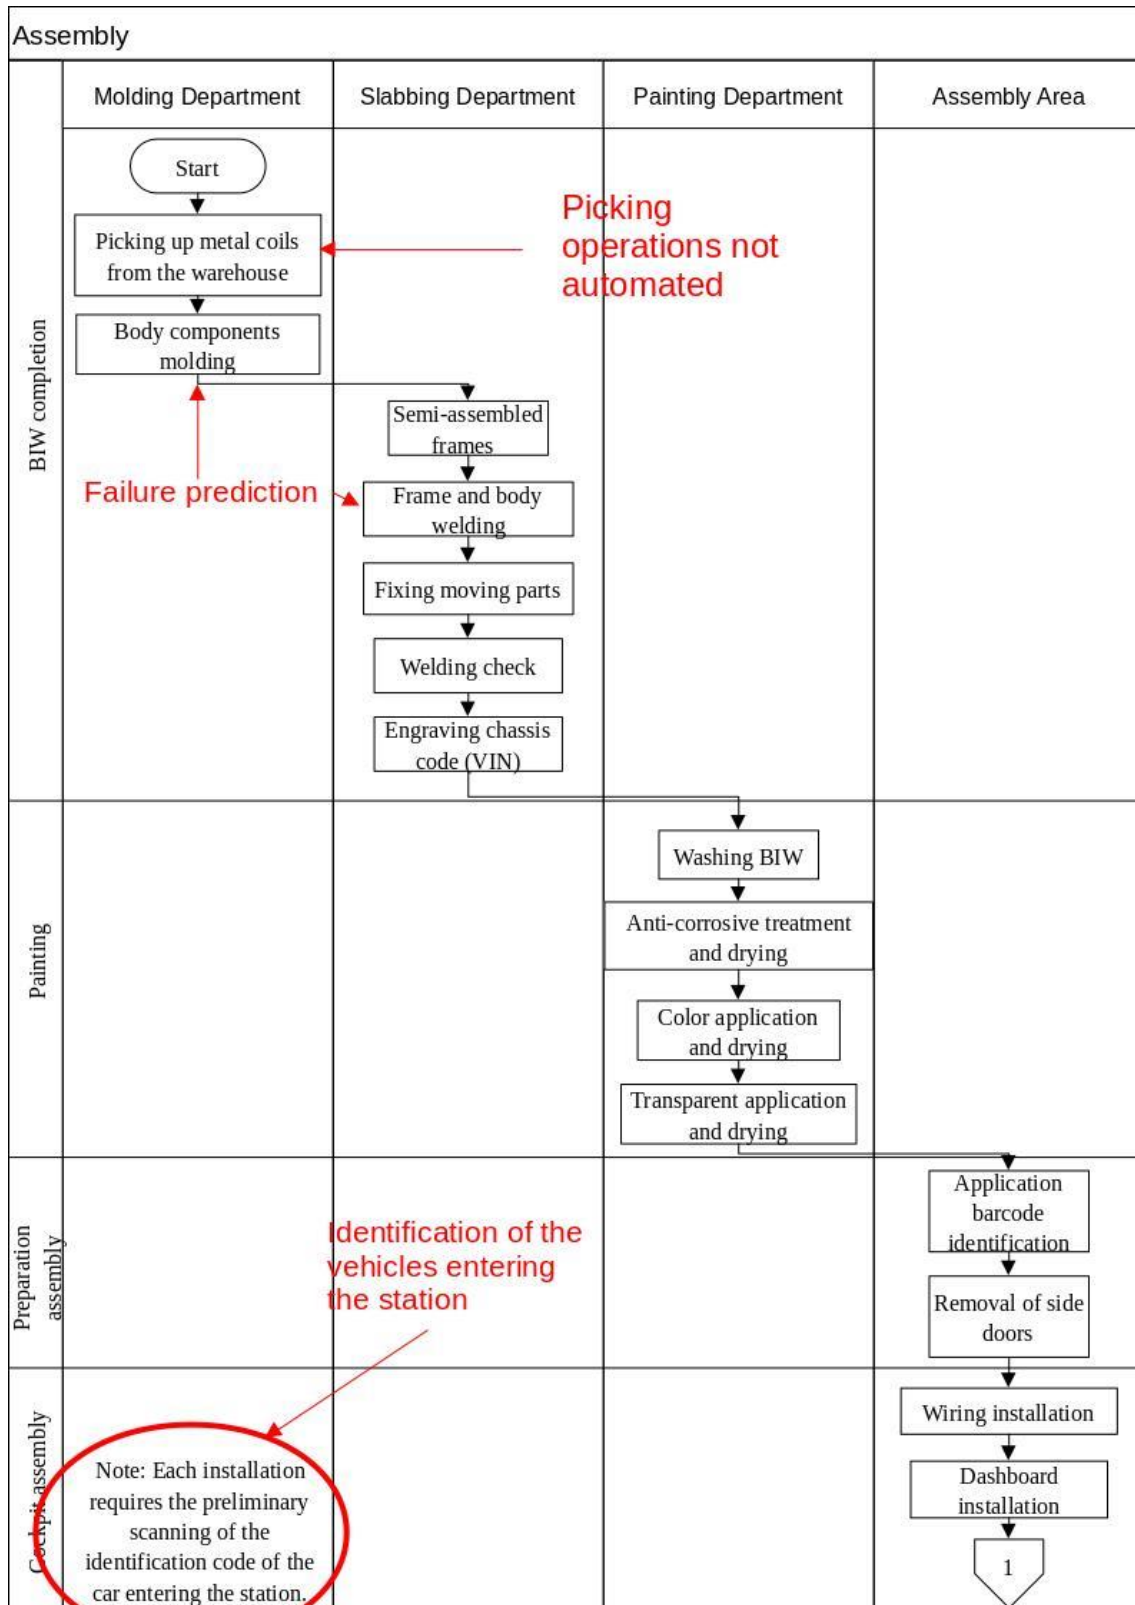 Assembly
Molding Department
Slabbing Department
Painting Department
Assembly Area
BIW completion
Start
Picking up metal coils
from the warehouse
Picking
operations not
automated
Body components
molding
Semi-assembled
frames
Failure prediction
Frame and body
welding
Fixing moving parts
Welding check
Engraving chassis
code (VIN)
Painting
Washing BIW
Anti-corrosive treatment
and drying
Color application
and drying
Transparent application
and drying
Preparation
assembly
Application
barcode
identification
Identification of the
vehicles entering
the station
Removal of side
doors
Cockpit assembly
Wiring installation
Dashboard
installation
Note: Each installation
requires the preliminary
scanning of the
identification code of the
car entering the station.
1